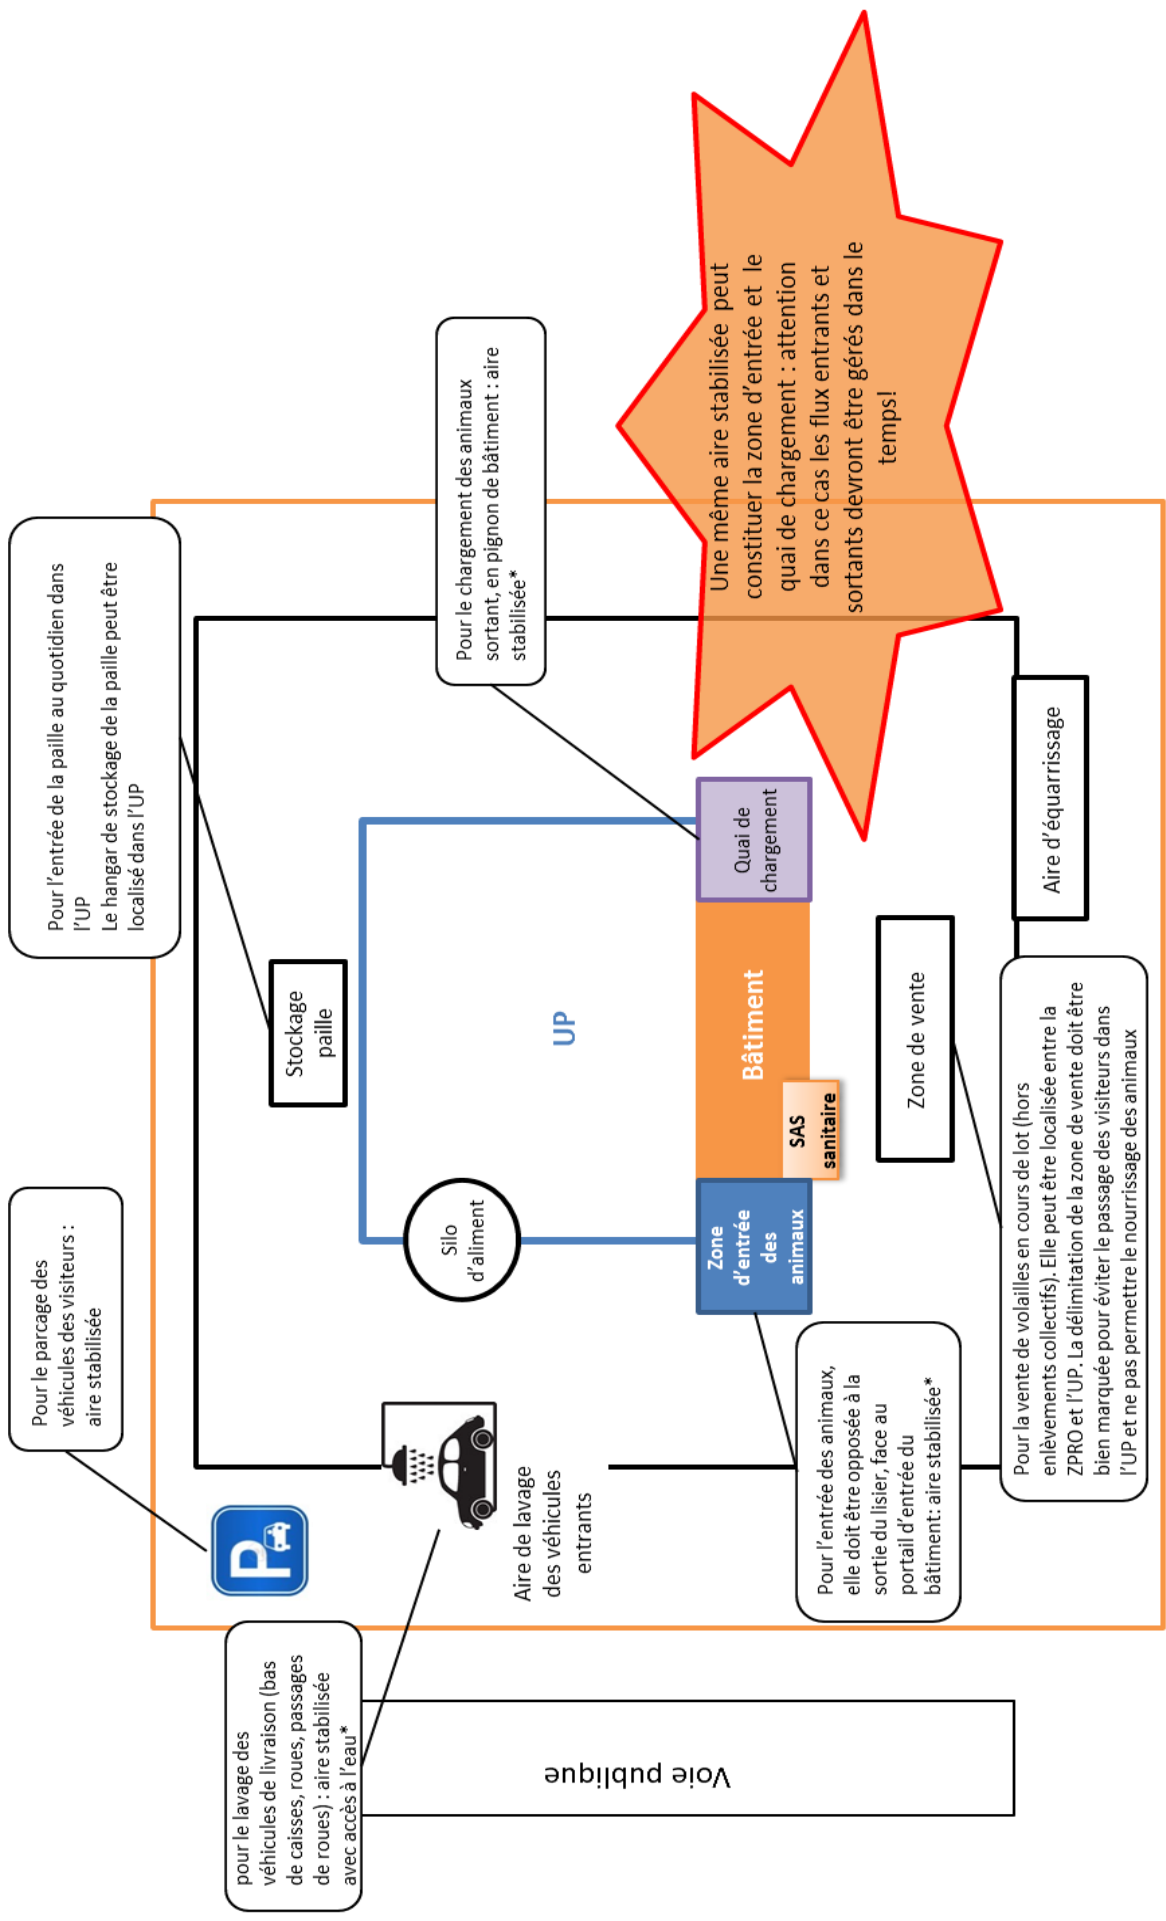 pour le lavage des
véhicules de livraison (bas
de caisses, roues, passages
de roues) : aire stabilisée
avec accès à l'eau*
Voie publique
Pour le parcage des
véhicules des visiteurs :
aire stabilisée
P
Aire de lavage
des véhicules
entrants
Pour l'entrée de la paille au quotidien dans
l'UP
Le hangar de stockage de la paille peut être
localisé dans l'UP
Stockage
paille
Silo
d'aliment
UP
Pour le chargement des animaux
sortant, en pignon de bâtiment : aire
stabilisée*
Zone
d'entrée
des
animaux
Bâtiment
SAS
sanitaire
Quai de
chargement
Une même aire stabilisée peut
constituer la zone d'entrée et le
quai de chargement : attention
dans ce cas les flux entrants et
sortants devront être gérés dans le
temps!
Pour l'entrée des animaux,
elle doit être opposée à la
sortie du lisier, face au
portail d'entrée du
bâtiment: aire stabilisée*
Zone de vente
Aire d'équarrissage
Pour la vente de volailles en cours de lot (hors
enlèvements collectifs). Elle peut être localisée entre la
ZPRO et l'UP. La délimitation de la zone de vente doit être
bien marquée pour éviter le passage des visiteurs dans
l'UP et ne pas permettre le nourrissage des animaux